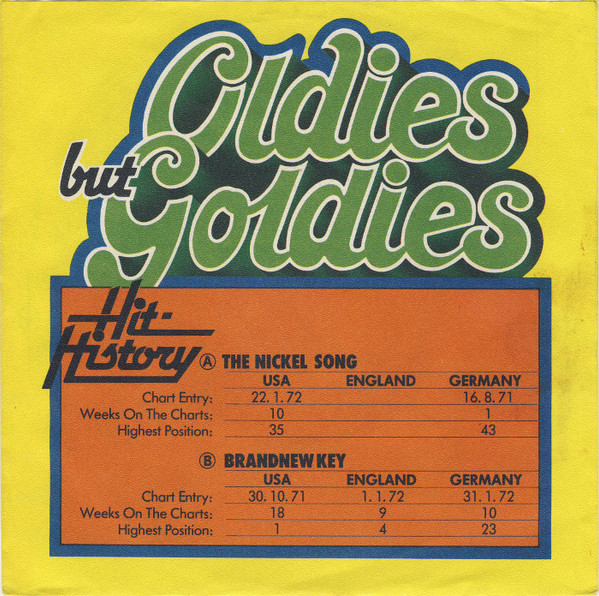 Oldies
but Goldies
Hit-
History
Ⓐ THE NICKEL SONG
USA ENGLAND GERMANY
Chart Entry: 22.1.72 16.8.71
Weeks On The Charts: 10 1
Highest Position: 35 43
Ⓑ BRANDNEW KEY
USA ENGLAND GERMANY
Chart Entry: 30.10.71 1.1.72 31.1.72
Weeks On The Charts: 18 9 10
Highest Position: 1 4 23